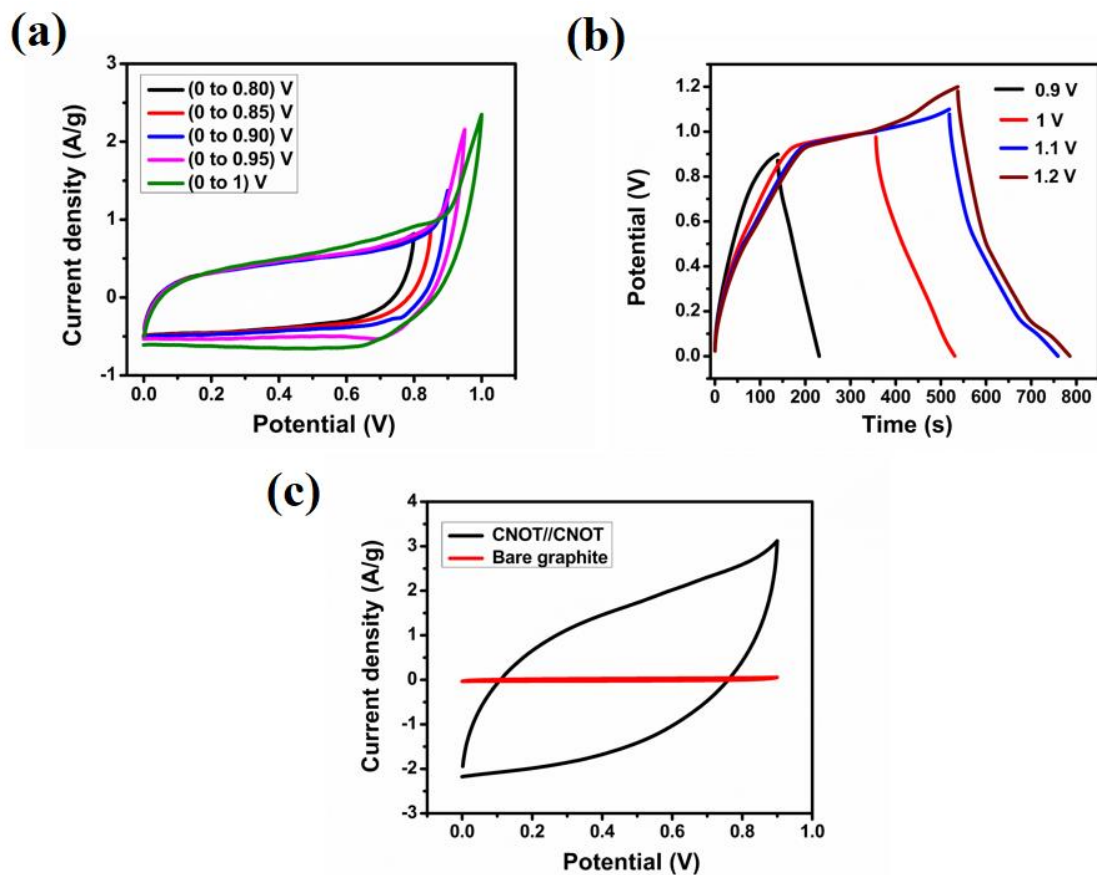 (a)
Current density (A/g)
3
2
1
0
-1
(0 to 0.80) V
(0 to 0.85) V
(0 to 0.90) V
(0 to 0.95) V
(0 to 1) V
0.0 0.2 0.4 0.6 0.8 1.0
Potential (V)
(b)
Potential (V)
1.2
1.0
0.8
0.6
0.4
0.2
0.0
0.9 V
1 V
1.1 V
1.2 V
0 100 200 300 400 500 600 700 800
Time (s)
(c)
Current density (A/g)
4
3
2
1
0
-1
-2
-3
CNOT//CNOT
Bare graphite
0.0 0.2 0.4 0.6 0.8 1.0
Potential (V)